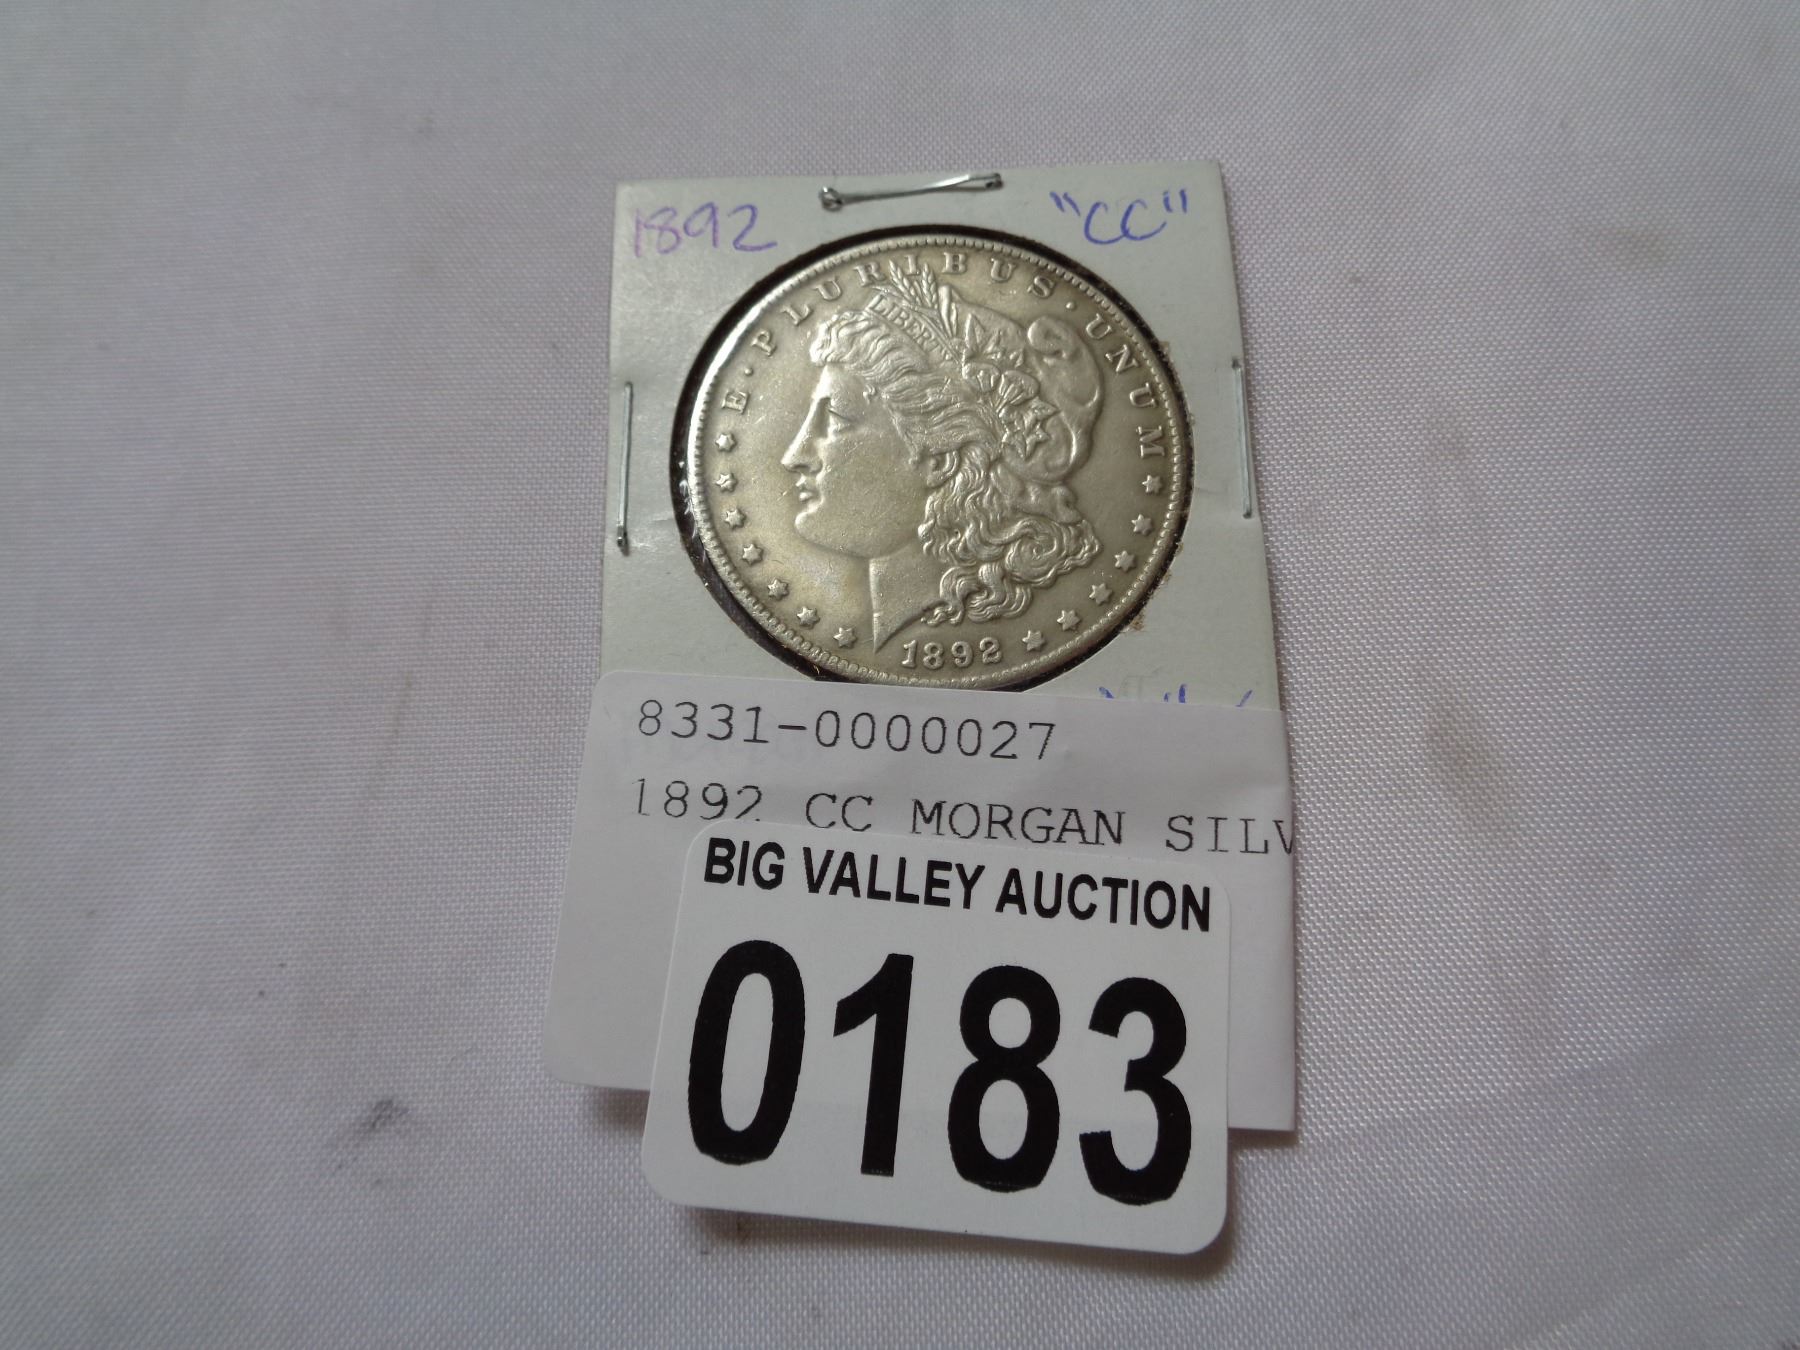 1892 "CC"
E · PLURIBUS · UNUM
LIBERTY
1892
8331-0000027
1892 CC MORGAN SILV
BIG VALLEY AUCTION
0183